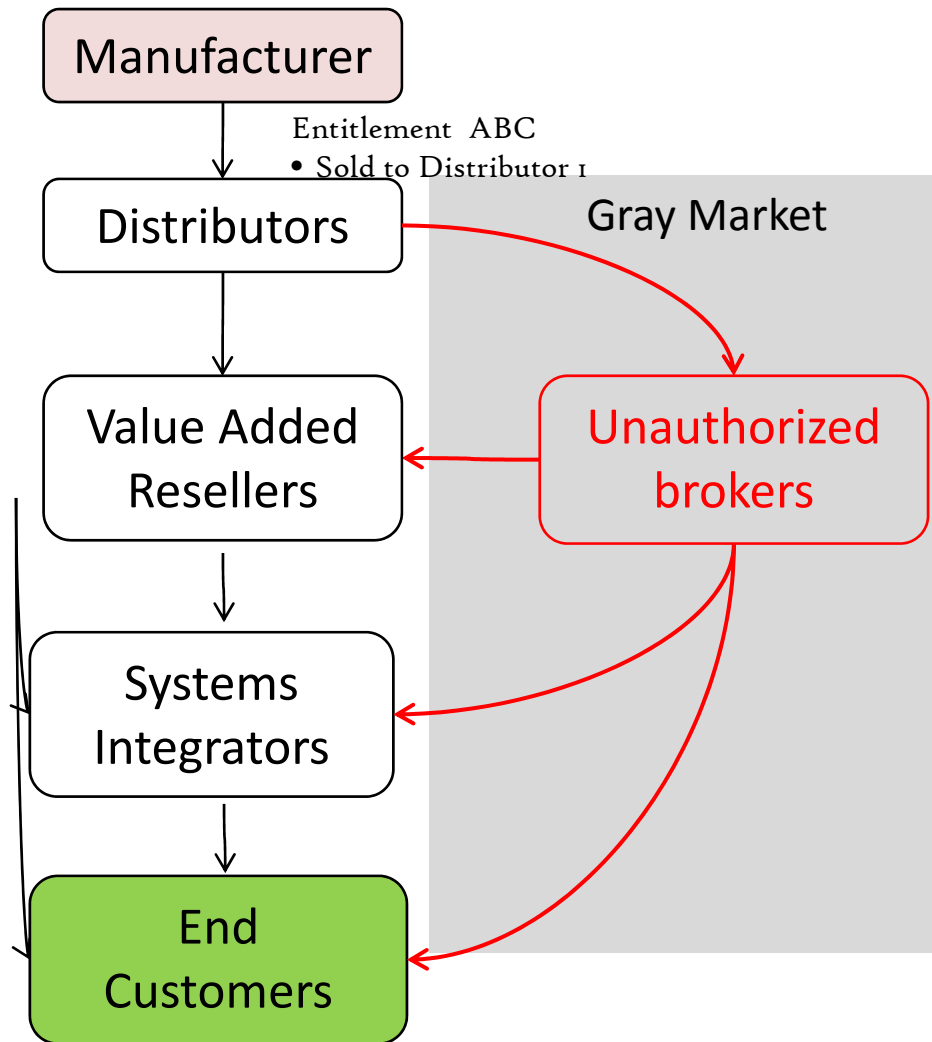 Manufacturer
Entitlement ABC
• Sold to Distributor 1
Distributors
Gray Market
Value Added
Resellers
Unauthorized
brokers
Systems
Integrators
End
Customers